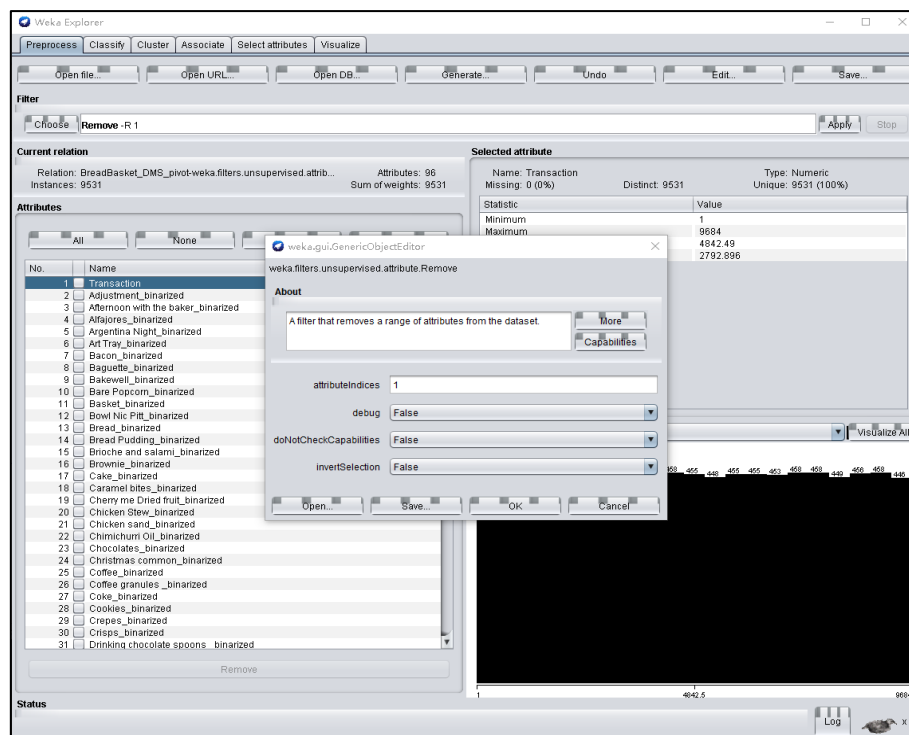 Weka Explorer
Preprocess Classify Cluster Associate Select attributes Visualize
Open file... Open URL... Open DB... Generate... Undo Edit... Save...
Filter
Choose Remove -R 1 Apply Stop
Current relation
Relation: BreadBasket_DMS_pivot-weka.filters.unsupervised.attrib... Attributes: 96
Instances: 9531 Sum of weights: 9531
Attributes
All None
No. Name
1 Transaction
2 Adjustment_binarized
3 Afternoon with the baker_binarized
4 Alfajores_binarized
5 Argentina Night_binarized
6 Art Tray_binarized
7 Bacon_binarized
8 Baguette_binarized
9 Bakewell_binarized
10 Bare Popcorn_binarized
11 Basket_binarized
12 Bowl Nic Pitt_binarized
13 Bread_binarized
14 Bread Pudding_binarized
15 Brioche and salami_binarized
16 Brownie_binarized
17 Cake_binarized
18 Caramel bites_binarized
19 Cherry me Dried fruit_binarized
20 Chicken Stew_binarized
21 Chicken sand_binarized
22 Chimichurri Oil_binarized
23 Chocolates_binarized
24 Christmas common_binarized
25 Coffee_binarized
26 Coffee granules _binarized
27 Coke_binarized
28 Cookies_binarized
29 Crepes_binarized
30 Crisps_binarized
31 Drinking chocolate spoons _binarized
Remove
Status
Selected attribute
Name: Transaction Type: Numeric
Missing: 0 (0%) Distinct: 9531 Unique: 9531 (100%)
Statistic Value
Minimum 1
Maximum 9684
4842.49
2792.896
weka.gui.GenericObjectEditor
weka.filters.unsupervised.attribute.Remove
About
A filter that removes a range of attributes from the dataset.
More
Capabilities
attributeIndices 1
debug False
doNotCheckCapabilities False
invertSelection False
Open... Save... OK Cancel
Visualize All
455 448 455 455 453 458 458 449 456 468 446
1 4842.5 968
Log x